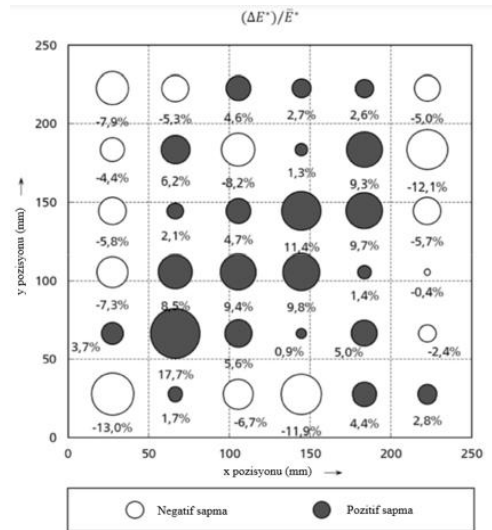 (ΔE*)/Ē*
250
200
150
100
50
0
y pozisyonu (mm)
-7,9% -5,3% 4,6% 2,7% 2,6% -5,0%
-4,4% 6,2% -8,2% 1,3% 9,3% -12,1%
-5,8% 2,1% 4,7% 11,4% 9,7% -5,7%
-7,3% 8,5% 9,4% 9,8% 1,4% -0,4%
3,7% 17,7% 5,6% 0,9% 5,0% -2,4%
-13,0% 1,7% -6,7% -11,9% 4,4% 2,8%
0 50 100 150 200 250
x pozisyonu (mm)
Negatif sapma Pozitif sapma